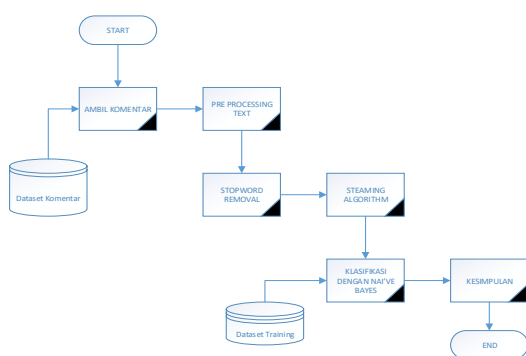 START
AMBIL KOMENTAR
PRE PROCESSING
TEXT
Dataset Komentar
STOPWORD
REMOVAL
STEAMING
ALGORITHM
KLASIFIKASI
DENGAN NAI'VE
BAYES
KESIMPULAN
Dataset Training
END